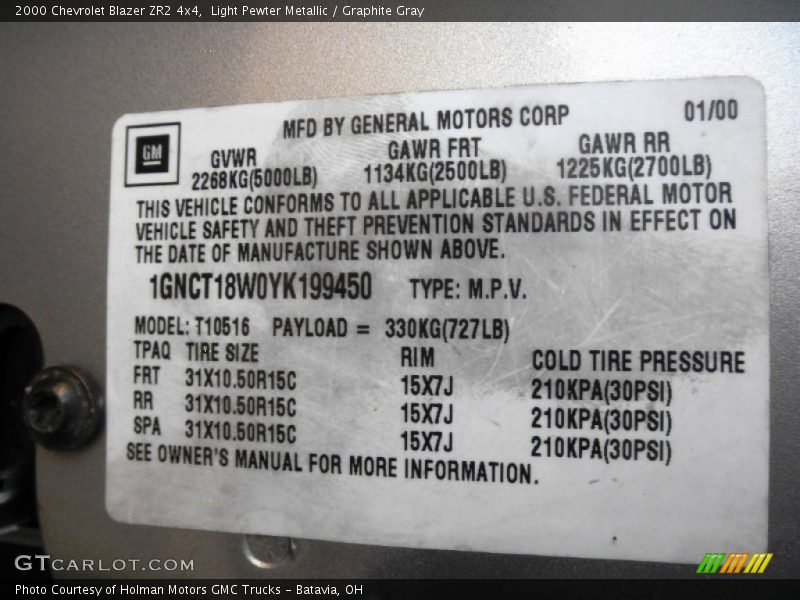 2000 Chevrolet Blazer ZR2 4x4,  Light Pewter Metallic / Graphite Gray
MFD BY GENERAL MOTORS CORP 01/00
GM
GVWR GAWR FRT GAWR RR
2268KG(5000LB) 1134KG(2500LB) 1225KG(2700LB)
THIS VEHICLE CONFORMS TO ALL APPLICABLE U.S. FEDERAL MOTOR
VEHICLE SAFETY AND THEFT PREVENTION STANDARDS IN EFFECT ON
THE DATE OF MANUFACTURE SHOWN ABOVE.
1GNCT18W0YK199450 TYPE: M.P.V.
MODEL: T10516 PAYLOAD = 330KG(727LB)
TPAQ TIRE SIZE RIM COLD TIRE PRESSURE
FRT 31X10.50R15C 15X7J 210KPA(30PSI)
RR 31X10.50R15C 15X7J 210KPA(30PSI)
SPA 31X10.50R15C 15X7J 210KPA(30PSI)
SEE OWNER'S MANUAL FOR MORE INFORMATION.
GTCARLOT.COM
Photo Courtesy of Holman Motors GMC Trucks - Batavia, OH